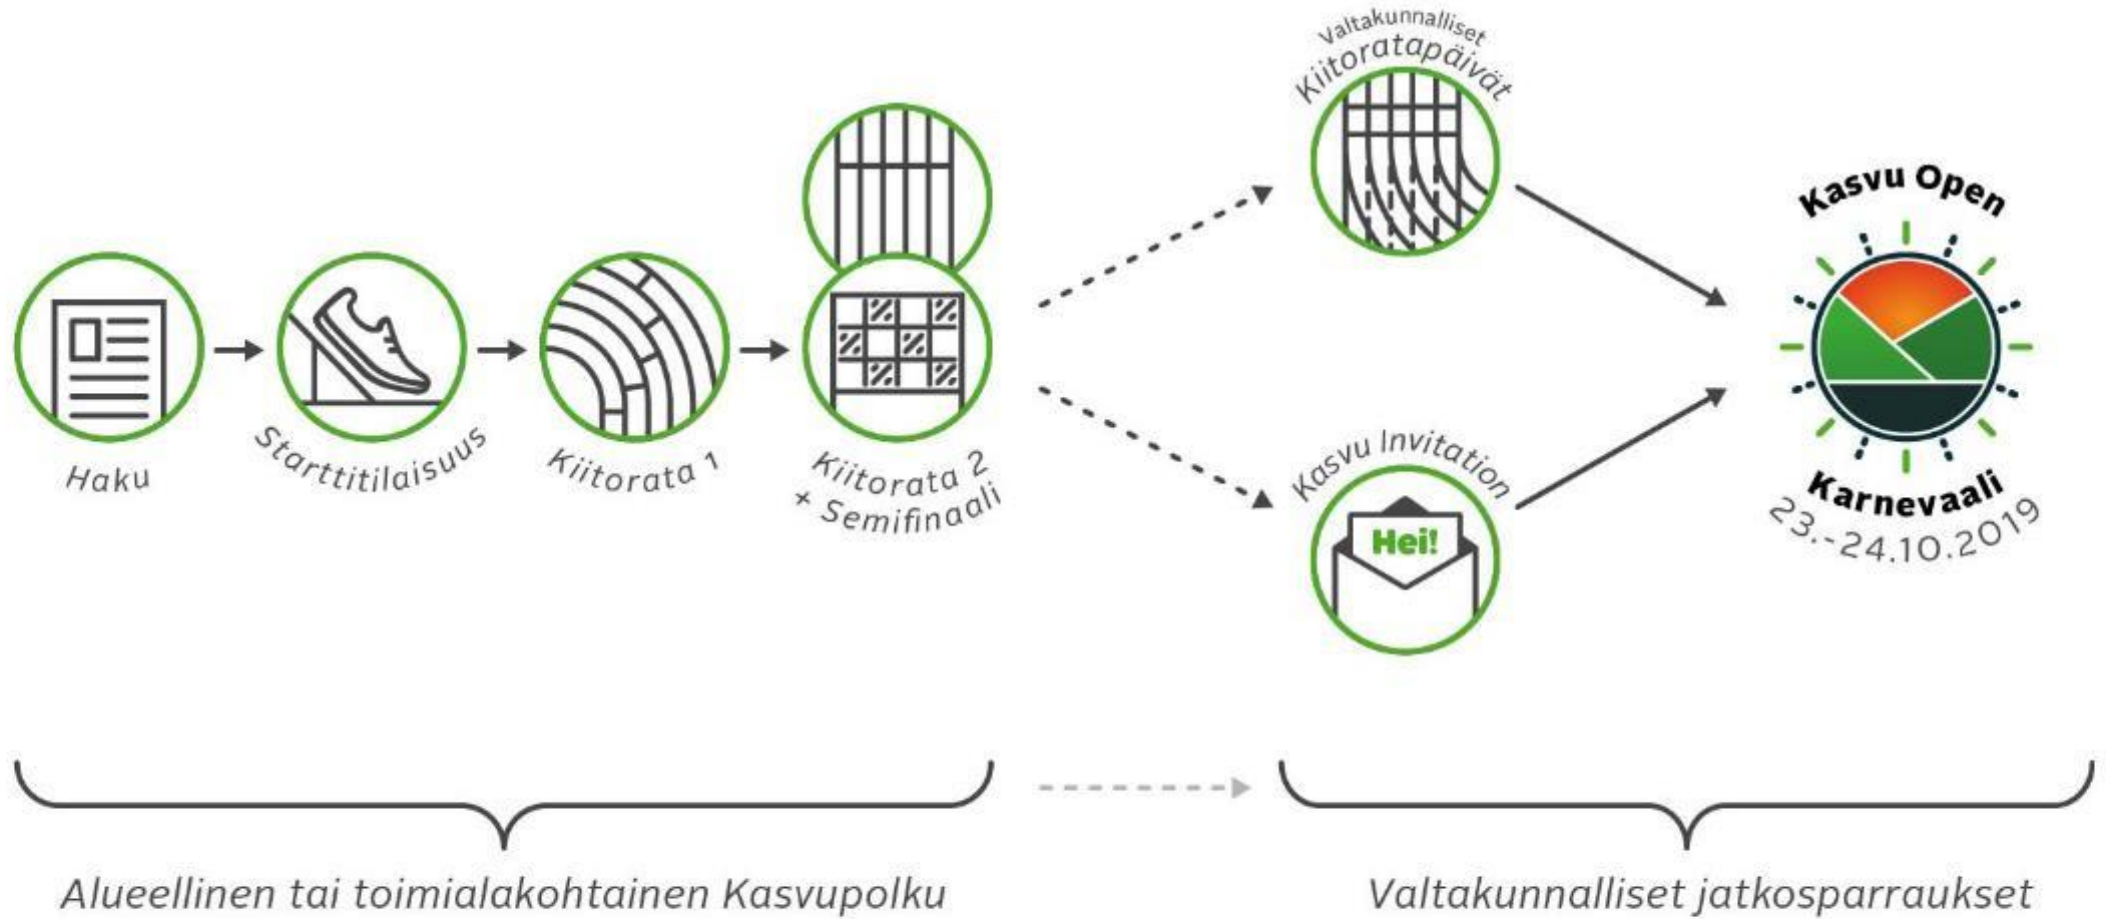 Haku
Starttitilaisuus
Kiitorata 1
Kiitorata 2
+ Semifinaali
Valtakunnalliset
Kiitoratapäivät
Kasvu Invitation
Hei!
Kasvu Open
Karnevaali
23.-24.10.2019
Alueellinen tai toimialakohtainen Kasvupolku
Valtakunnalliset jatkosparraukset